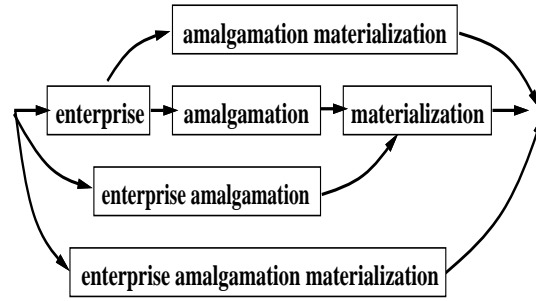 amalgamation materialization
enterprise
amalgamation
materialization
enterprise amalgamation
enterprise amalgamation materialization